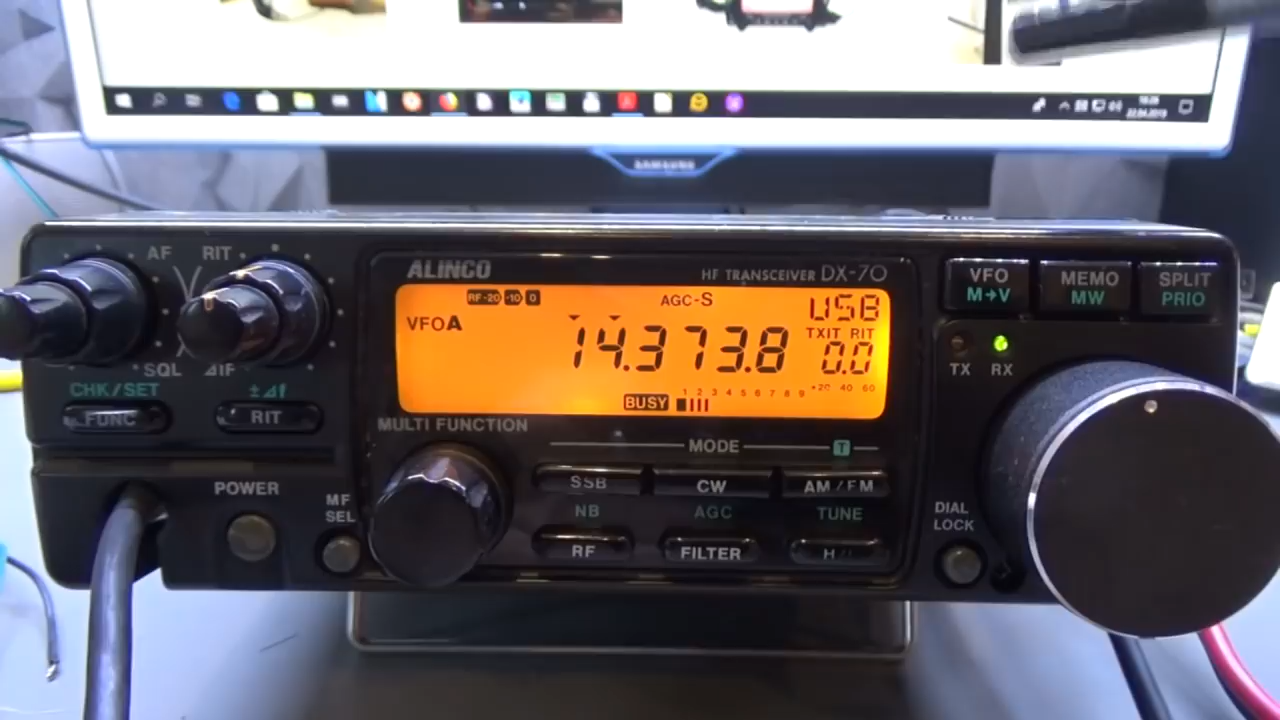 SAMSUNG
AF RIT
SQL ΔIF
CHK/SET
FUNC
±Δf
RIT
ALINCO
HF TRANSCEIVER DX-70
RF-20 -10 0
AGC-S
USB
VFOA
14.373.8
TXIT RIT
0.0
BUSY
1 2 3 4 5 6 7 8 9 +20 40 60
MULTI FUNCTION
MODE T
SSB CW AM/FM
NB AGC TUNE
RF FILTER H/L
POWER
MF
SEL
VFO
M→V
MEMO
MW
SPLIT
PRIO
TX RX
DIAL
LOCK